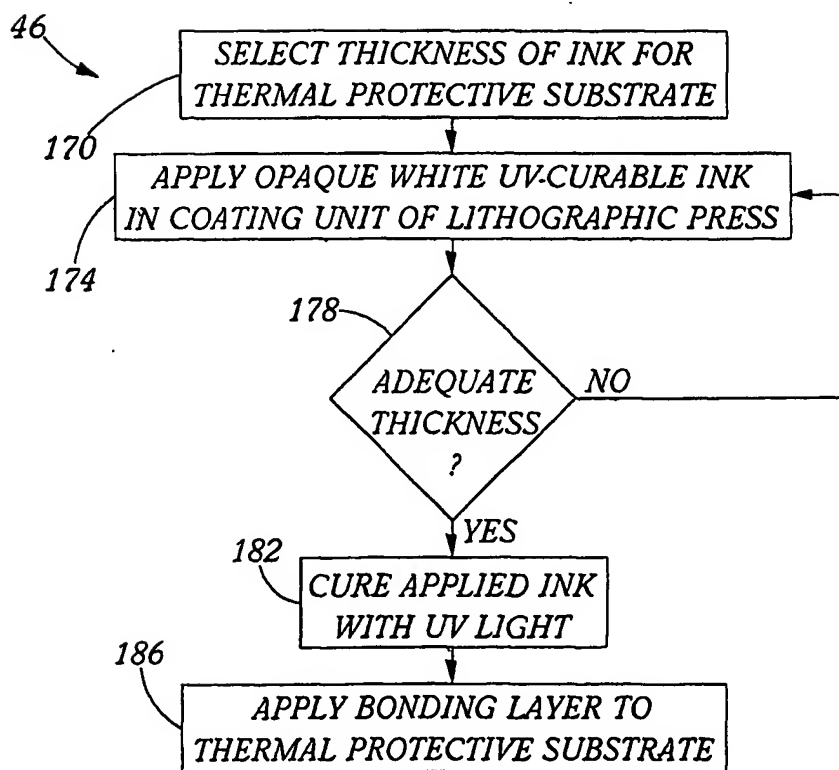 46
SELECT THICKNESS OF INK FOR
THERMAL PROTECTIVE SUBSTRATE
170
APPLY OPAQUE WHITE UV-CURABLE INK
IN COATING UNIT OF LITHOGRAPHIC PRESS
174
178
ADEQUATE
THICKNESS
?
NO
YES
182
CURE APPLIED INK
WITH UV LIGHT
186
APPLY BONDING LAYER TO
THERMAL PROTECTIVE SUBSTRATE